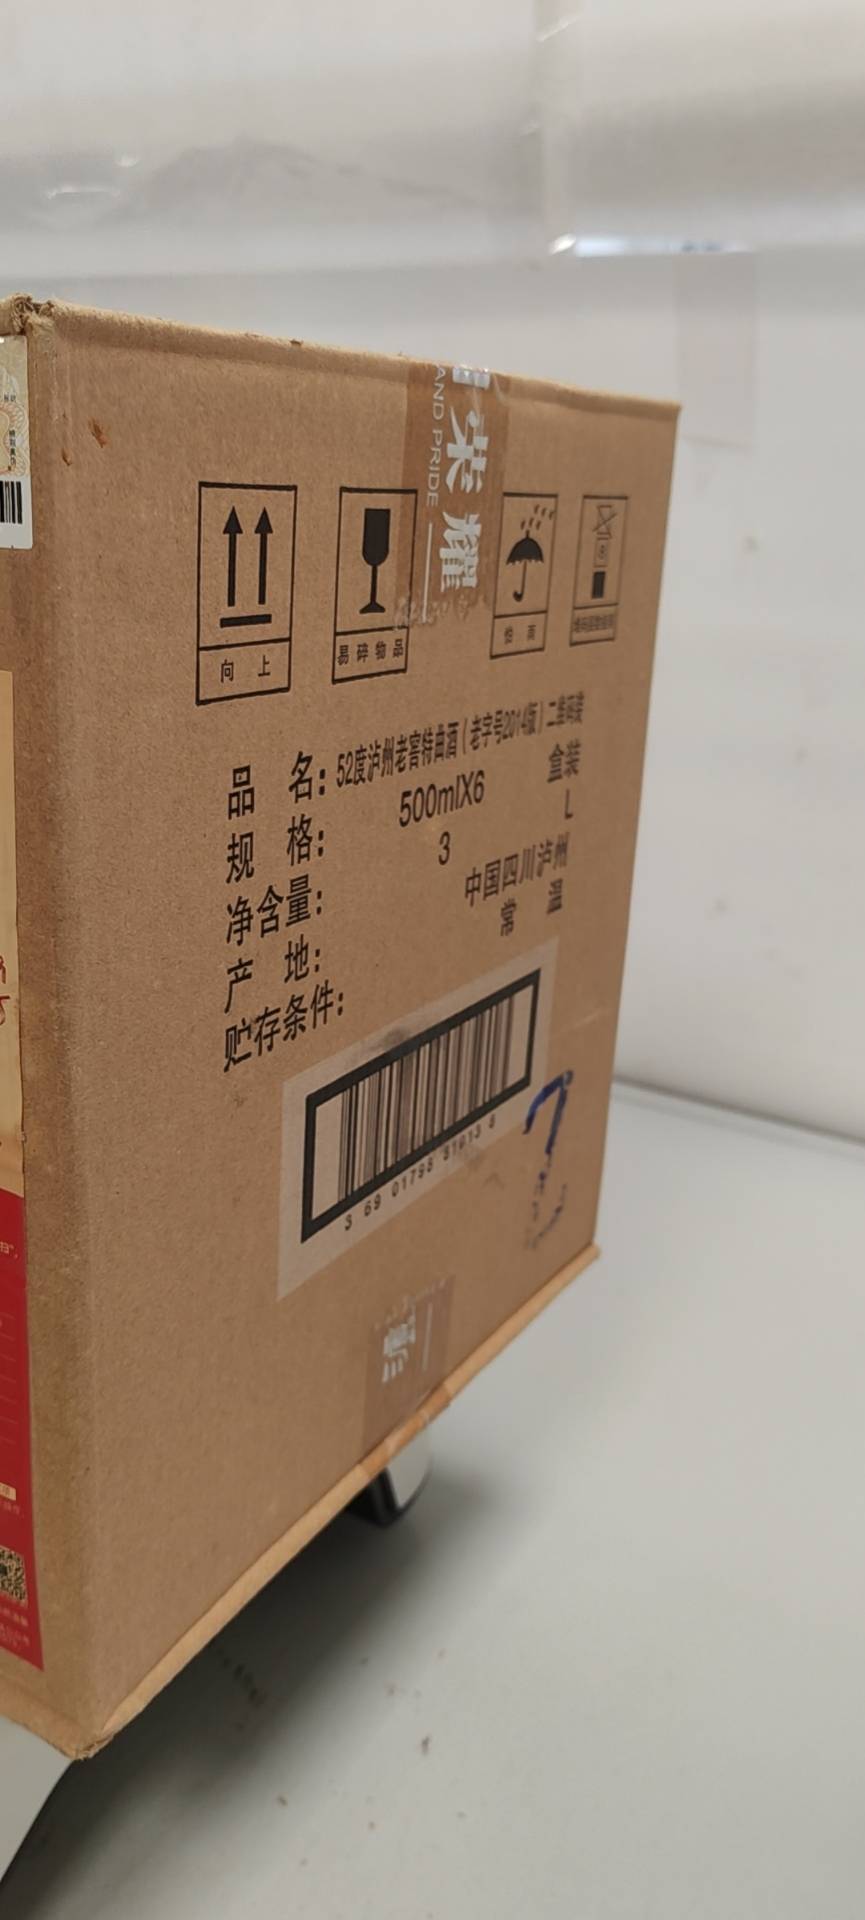 荣耀
AND PRIDE
向 上
易碎物品
怕 雨
品 名: 52度泸州老窖特曲酒(老字号2014版)二维码装
规 格: 500mlX6 盒装
净含量: 3 L
产 地: 中国四川泸州
贮存条件: 常 温